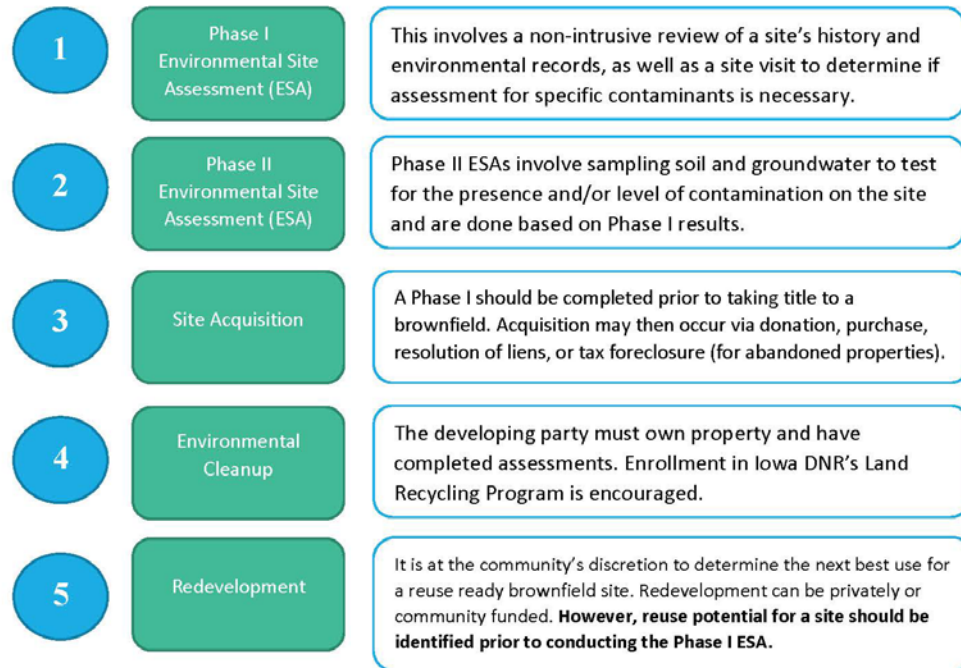 1
Phase I
Environmental Site
Assessment (ESA)
This involves a non-intrusive review of a site's history and
environmental records, as well as a site visit to determine if
assessment for specific contaminants is necessary.
2
Phase II
Environmental Site
Assessment (ESA)
Phase II ESAs involve sampling soil and groundwater to test
for the presence and/or level of contamination on the site
and are done based on Phase I results.
3
Site Acquisition
A Phase I should be completed prior to taking title to a
brownfield. Acquisition may then occur via donation, purchase,
resolution of liens, or tax foreclosure (for abandoned properties).
4
Environmental
Cleanup
The developing party must own property and have
completed assessments. Enrollment in Iowa DNR's Land
Recycling Program is encouraged.
5
Redevelopment
It is at the community's discretion to determine the next best use for
a reuse ready brownfield site. Redevelopment can be privately or
community funded. However, reuse potential for a site should be
identified prior to conducting the Phase I ESA.